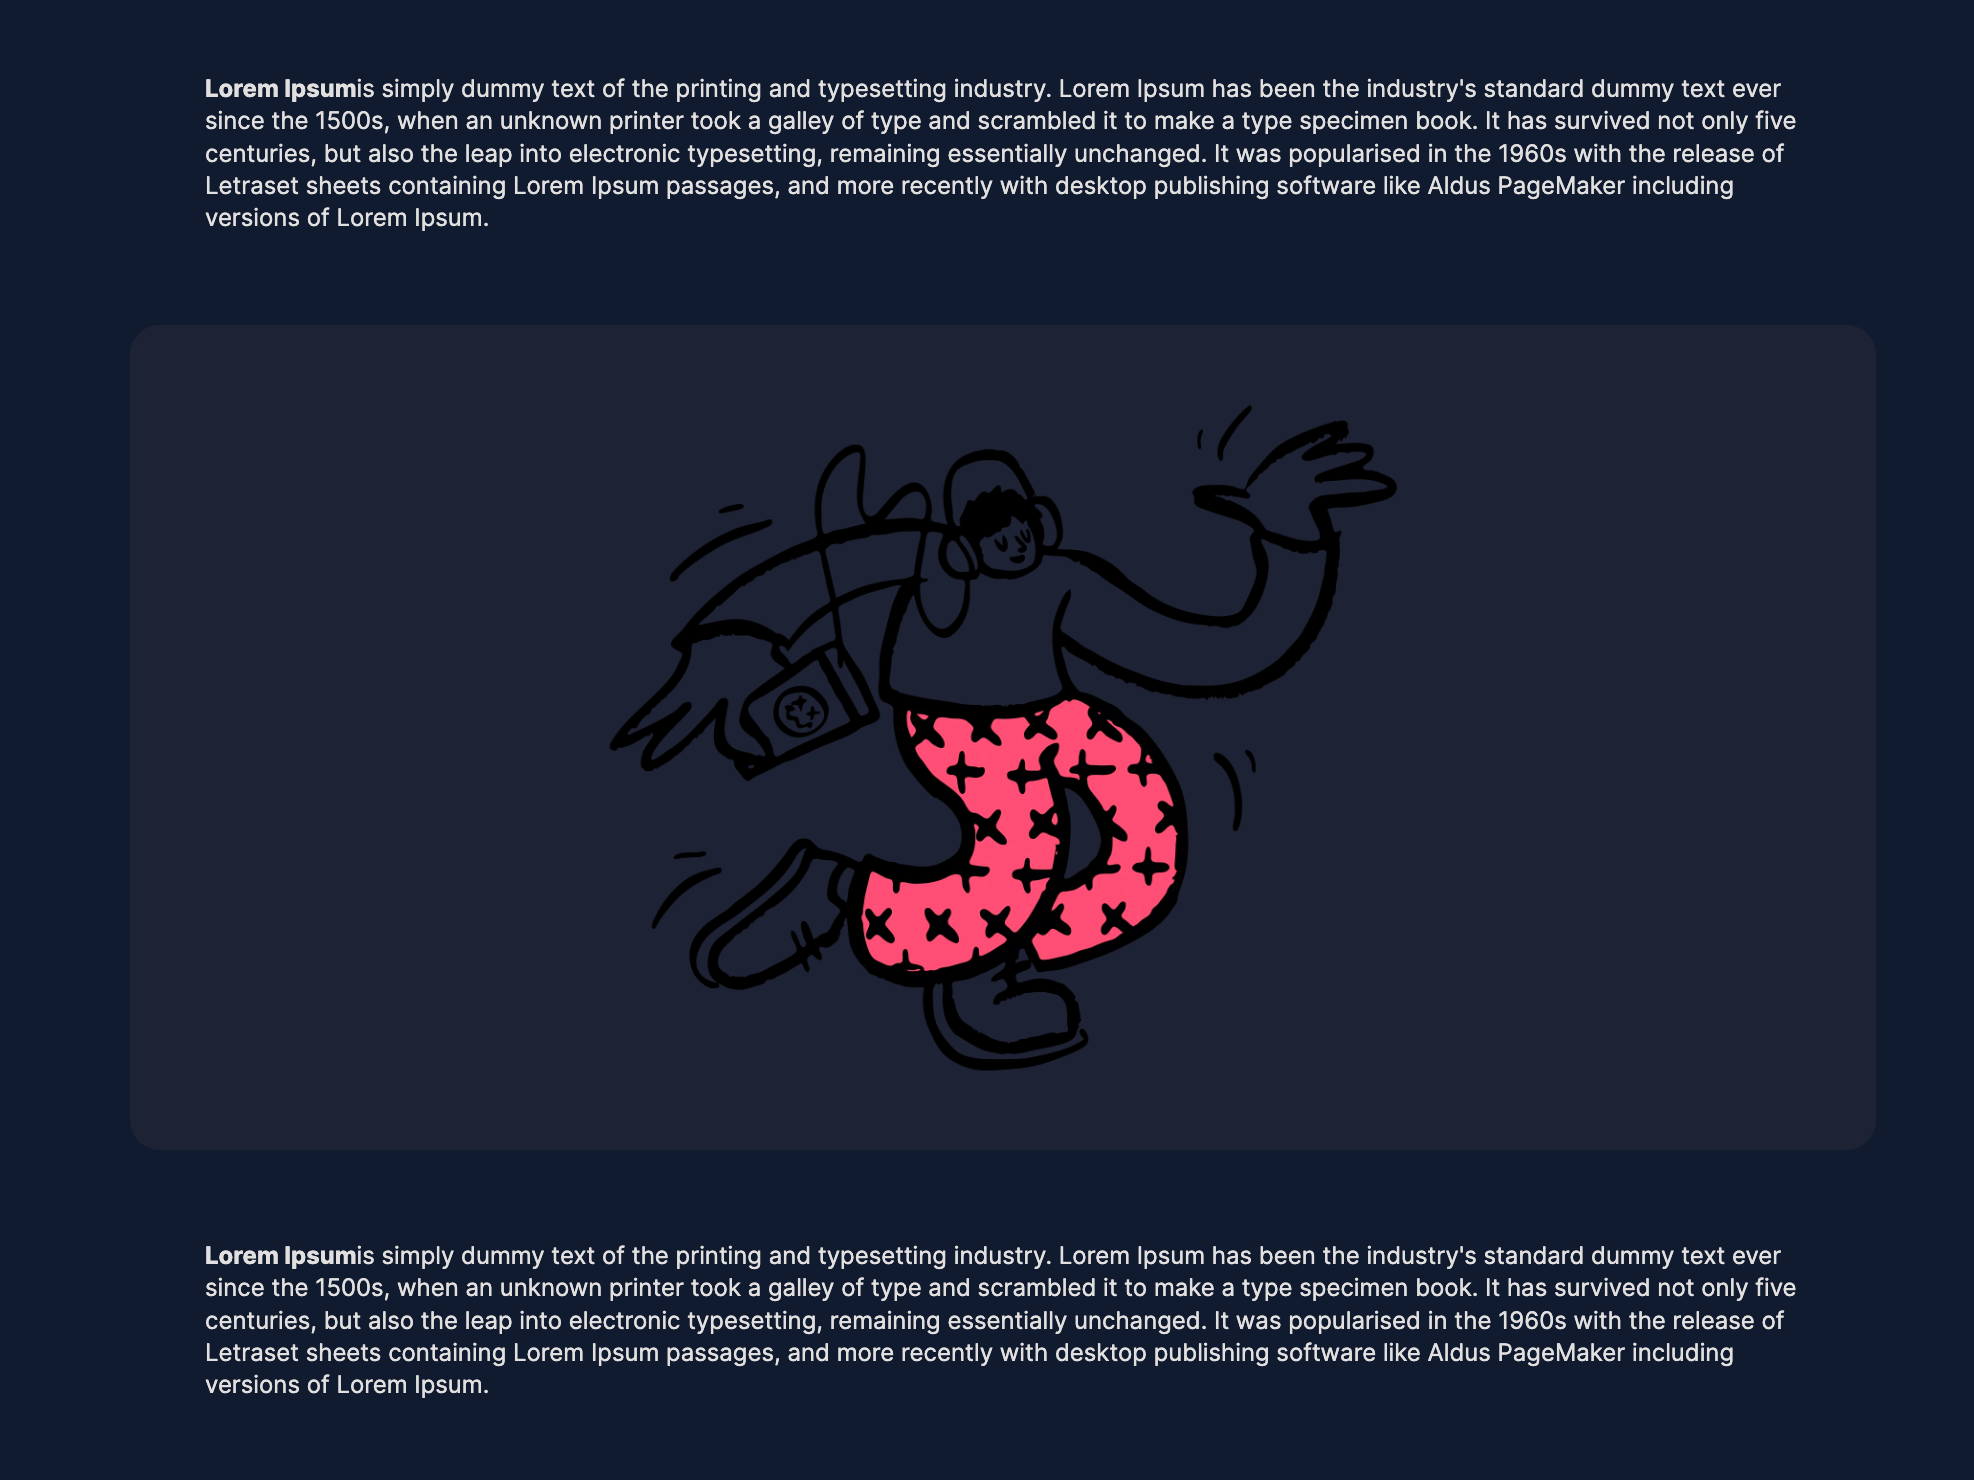 Lorem Ipsumis simply dummy text of the printing and typesetting industry. Lorem Ipsum has been the industry's standard dummy text ever
since the 1500s, when an unknown printer took a galley of type and scrambled it to make a type specimen book. It has survived not only five
centuries, but also the leap into electronic typesetting, remaining essentially unchanged. It was popularised in the 1960s with the release of
Letraset sheets containing Lorem Ipsum passages, and more recently with desktop publishing software like Aldus PageMaker including
versions of Lorem Ipsum.
Lorem Ipsumis simply dummy text of the printing and typesetting industry. Lorem Ipsum has been the industry's standard dummy text ever
since the 1500s, when an unknown printer took a galley of type and scrambled it to make a type specimen book. It has survived not only five
centuries, but also the leap into electronic typesetting, remaining essentially unchanged. It was popularised in the 1960s with the release of
Letraset sheets containing Lorem Ipsum passages, and more recently with desktop publishing software like Aldus PageMaker including
versions of Lorem Ipsum.